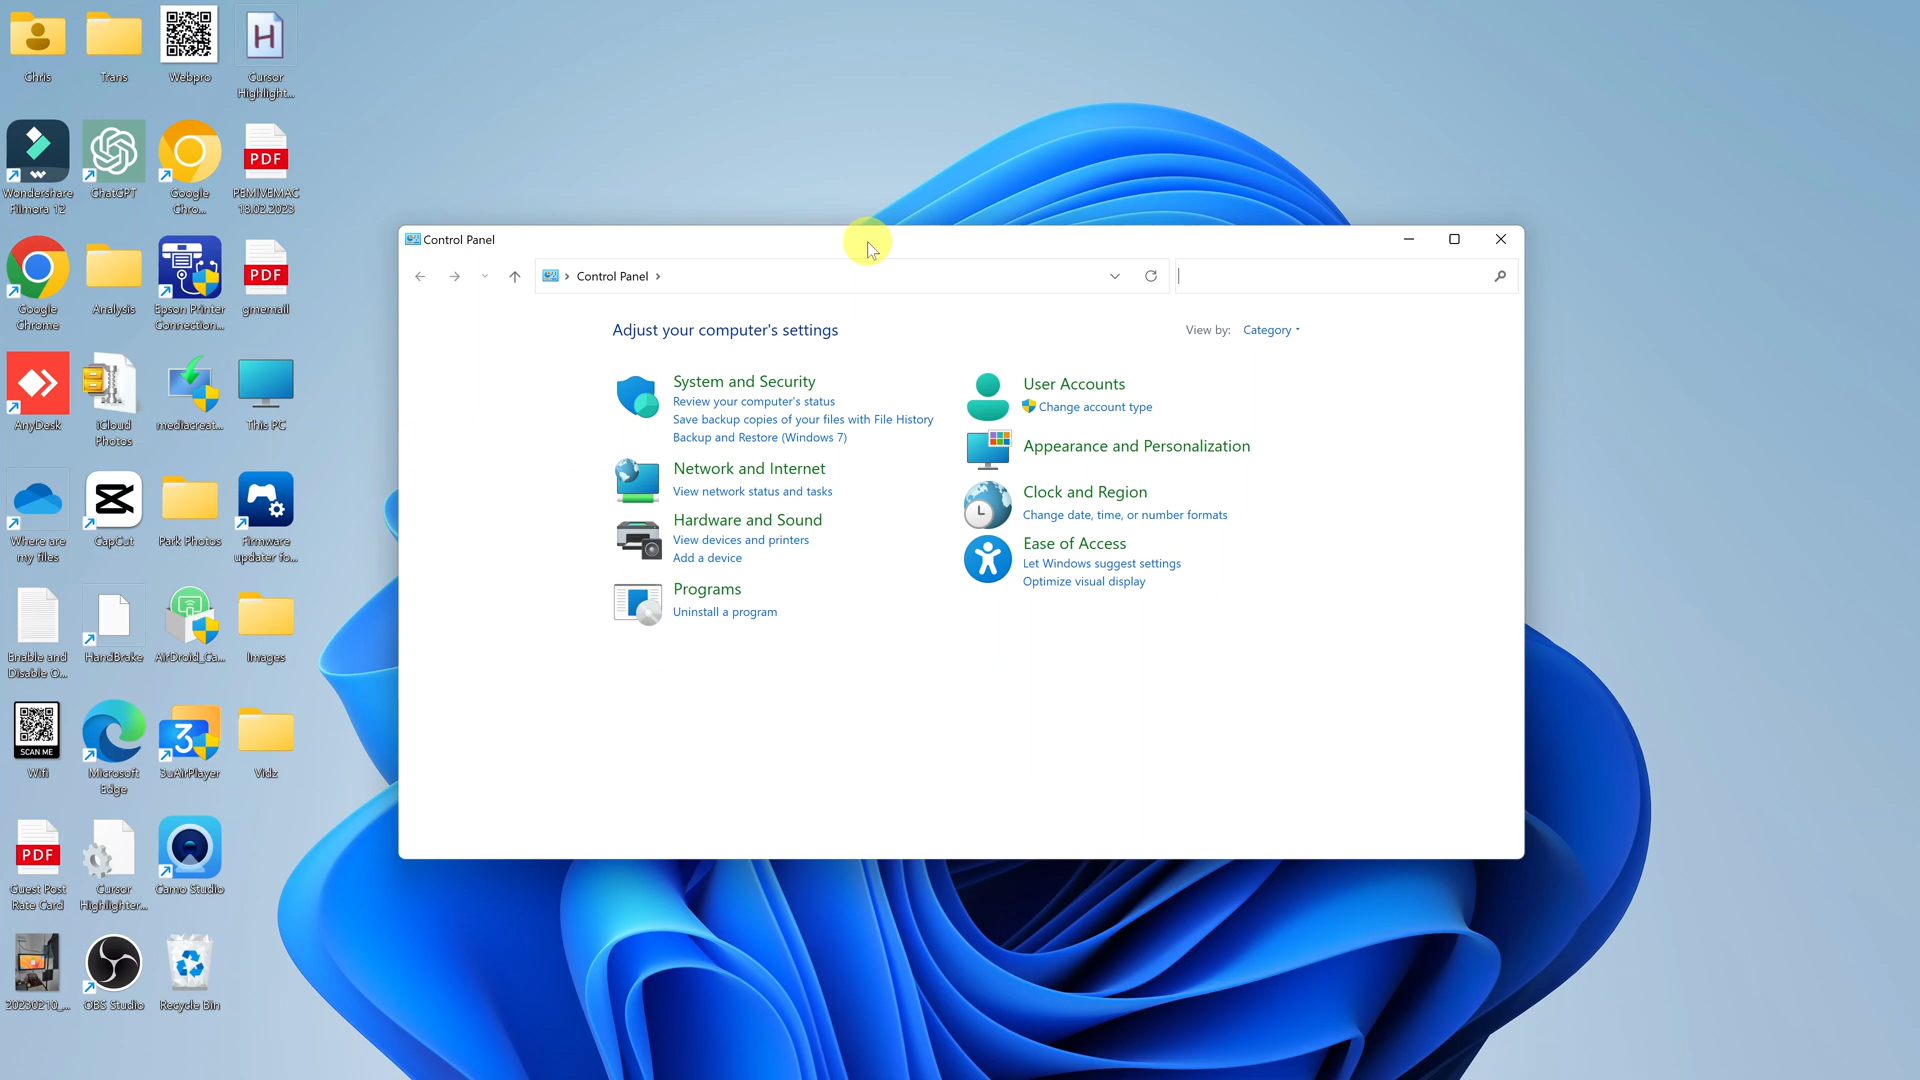 Chris
Trans
Webpro
Cursor
Highlight...
Wondershare
Filmora 12
ChatGPT
Google
Chro...
PDF
PEMIVEMAC
18.02.2023
Google
Chrome
Analysis
Epson Printer
Connection...
PDF
gmemail
AnyDesk
iCloud
Photos
mediacreat...
This PC
Where are
my files
CapCut
Park Photos
Firmware
updater fo...
Enable and
Disable O...
HandBrake
AirDroid_Ca...
Images
SCAN ME
Wifi
Microsoft
Edge
3
3uAirPlayer
Vidz
PDF
Guest Post
Rate Card
Cursor
Highlighter...
Camo Studio
20230210_...
OBS Studio
Recycle Bin
Control Panel
Control Panel
Adjust your computer's settings
View by: Category
System and Security
Review your computer's status
Save backup copies of your files with File History
Backup and Restore (Windows 7)
Network and Internet
View network status and tasks
Hardware and Sound
View devices and printers
Add a device
Programs
Uninstall a program
User Accounts
Change account type
Appearance and Personalization
Clock and Region
Change date, time, or number formats
Ease of Access
Let Windows suggest settings
Optimize visual display